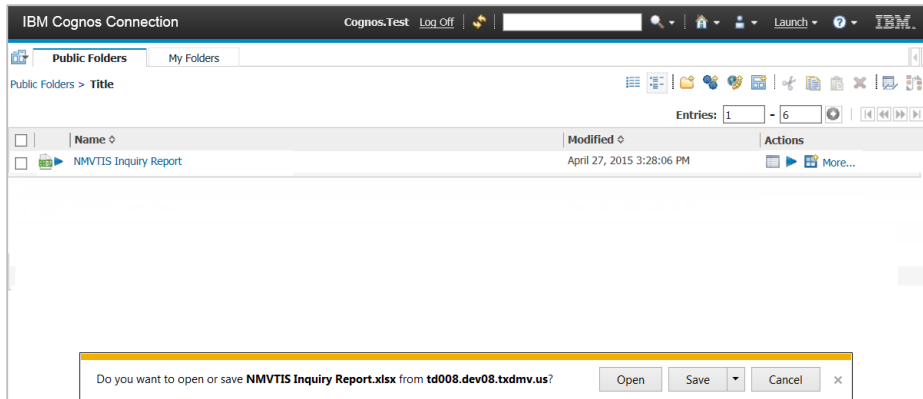 IBM Cognos Connection Cognos.Test Log Off Launch ? IBM.
Public Folders My Folders
Public Folders > Title
Entries: 1 - 6
Name Modified Actions
NMVTIS Inquiry Report April 27, 2015 3:28:06 PM More...
Do you want to open or save NMVTIS Inquiry Report.xlsx from td008.dev08.txdmv.us? Open Save Cancel ×